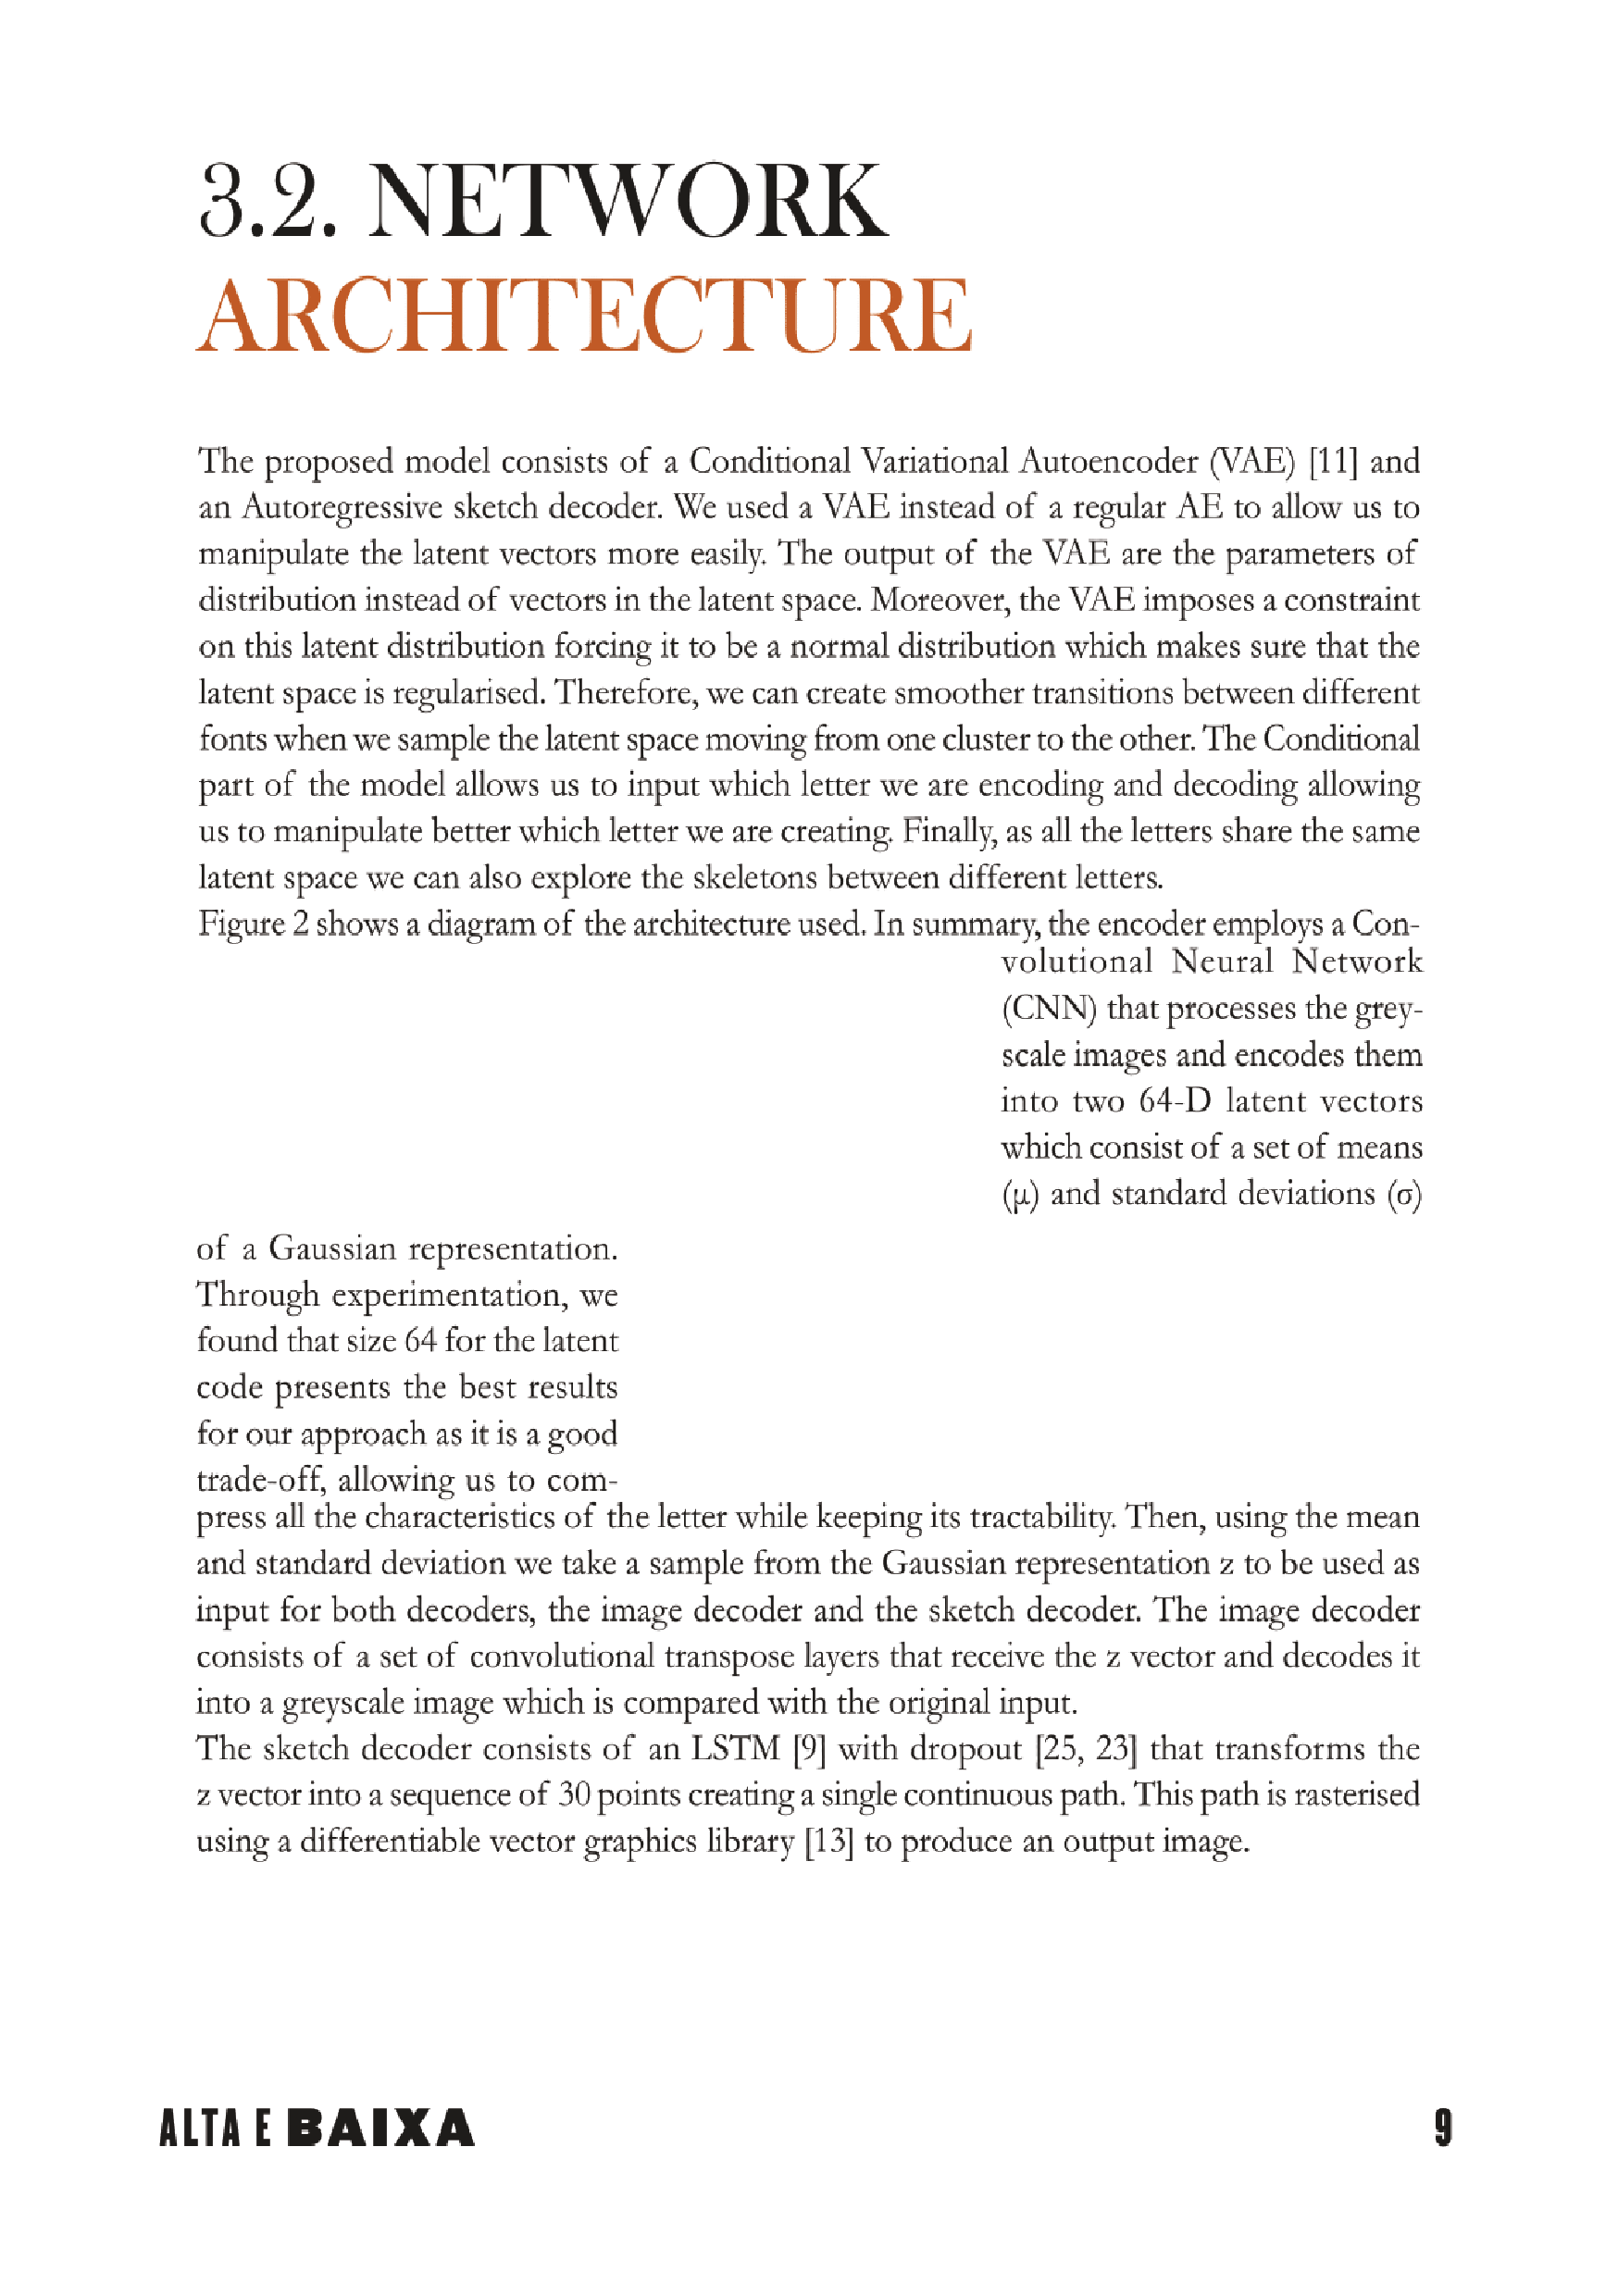 3.2. NETWORK
ARCHITECTURE
The proposed model consists of a Conditional Variational Autoencoder (VAE) [11] and
an Autoregressive sketch decoder. We used a VAE instead of a regular AE to allow us to
manipulate the latent vectors more easily. The output of the VAE are the parameters of
distribution instead of vectors in the latent space. Moreover, the VAE imposes a constraint
on this latent distribution forcing it to be a normal distribution which makes sure that the
latent space is regularised. Therefore, we can create smoother transitions between different
fonts when we sample the latent space moving from one cluster to the other. The Conditional
part of the model allows us to input which letter we are encoding and decoding allowing
us to manipulate better which letter we are creating. Finally, as all the letters share the same
latent space we can also explore the skeletons between different letters.
Figure 2 shows a diagram of the architecture used. In summary, the encoder employs a Con-
volutional Neural Network
(CNN) that processes the grey-
scale images and encodes them
into two 64-D latent vectors
which consist of a set of means
(μ) and standard deviations (σ)
of a Gaussian representation.
Through experimentation, we
found that size 64 for the latent
code presents the best results
for our approach as it is a good
trade-off, allowing us to com-
press all the characteristics of the letter while keeping its tractability. Then, using the mean
and standard deviation we take a sample from the Gaussian representation z to be used as
input for both decoders, the image decoder and the sketch decoder. The image decoder
consists of a set of convolutional transpose layers that receive the z vector and decodes it
into a greyscale image which is compared with the original input.
The sketch decoder consists of an LSTM [9] with dropout [25, 23] that transforms the
z vector into a sequence of 30 points creating a single continuous path. This path is rasterised
using a differentiable vector graphics library [13] to produce an output image.
ALTA E BAIXA
9